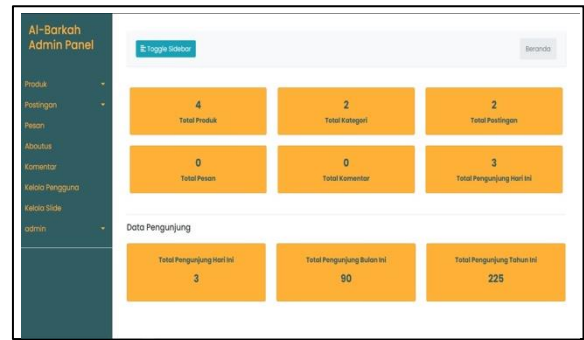 Al-Barkah
Admin Panel
Produk
Postingan
Pesan
Aboutus
Komentar
Kelola Pengguna
Kelola Slide
admin
Toggle Sidebar
Beranda
4
Total Produk
2
Total Kategori
2
Total Postingan
0
Total Pesan
0
Total Komentar
3
Total Pengunjung Hari Ini
Data Pengunjung
Total Pengunjung Hari Ini
3
Total Pengunjung Bulan Ini
90
Total Pengunjung Tahun Ini
225